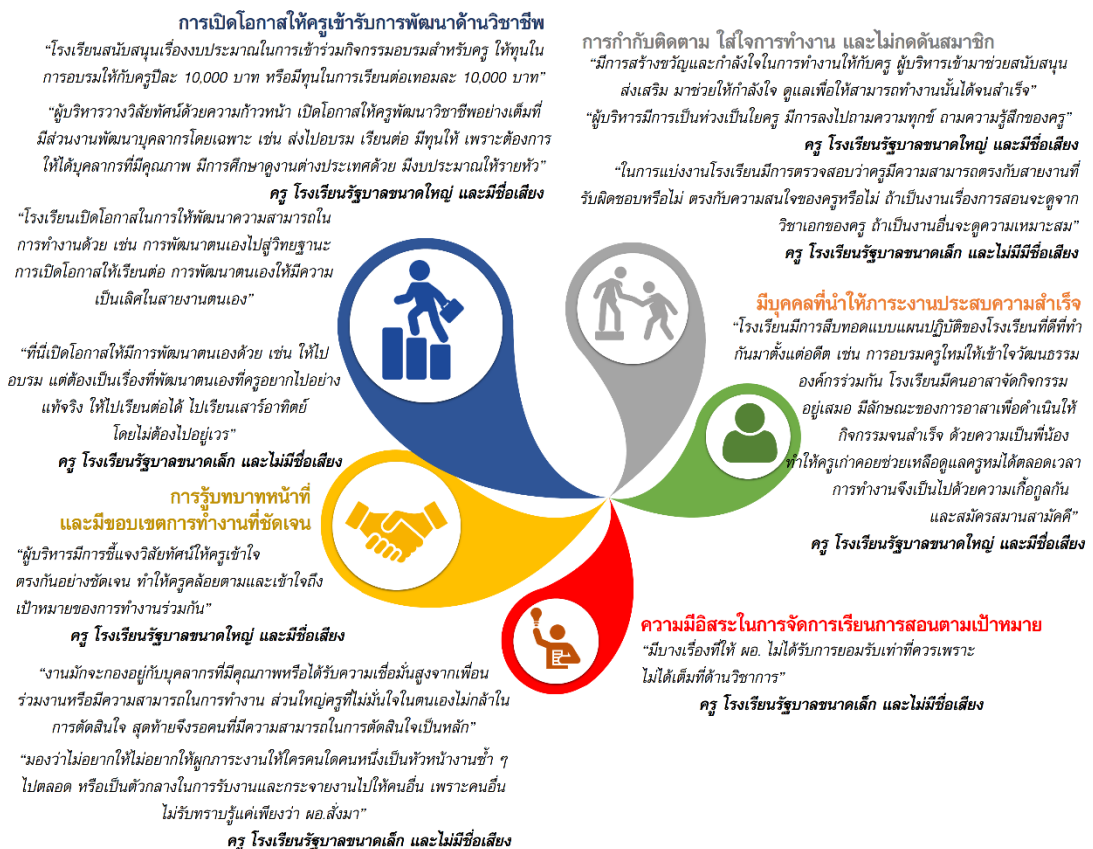 การเปิดโอกาสให้ครูเข้ารับการพัฒนาด้านวิชาชีพ
“โรงเรียนสนับสนุนเรื่องงบประมาณในการเข้าร่วมกิจกรรมอบรมสำหรับครู ให้ทุนใน
การอบรมให้กับครูปีละ 10,000 บาท หรือมีทุนในการเรียนต่อเทอมละ 10,000 บาท”
“ผู้บริหารวางวิสัยทัศน์ด้วยความก้าวหน้า เปิดโอกาสให้ครูพัฒนาวิชาชีพอย่างเต็มที่
มีส่วนงานพัฒนาบุคลากรโดยเฉพาะ เช่น ส่งไปอบรม เรียนต่อ มีทุนให้ เพราะต้องการ
ให้ได้บุคลากรที่มีคุณภาพ มีการศึกษาดูงานต่างประเทศด้วย มีงบประมาณให้รายหัว”
ครู โรงเรียนรัฐบาลขนาดใหญ่ และมีชื่อเสียง
“โรงเรียนเปิดโอกาสในการให้พัฒนาความสามารถใน
การทำงานด้วย เช่น การพัฒนาตนเองไปสู่วิทยฐานะ
การเปิดโอกาสให้เรียนต่อ การพัฒนาตนเองให้มีความ
เป็นเลิศในสายงานตนเอง”
“ที่นี่เปิดโอกาสให้มีการพัฒนาตนเองด้วย เช่น ให้ไป
อบรม แต่ต้องเป็นเรื่องที่พัฒนาตนเองที่ครูอยากไปอย่าง
แท้จริง ให้ไปเรียนต่อได้ ไปเรียนเสาร์อาทิตย์
โดยไม่ต้องไปอยู่เวร”
ครู โรงเรียนรัฐบาลขนาดเล็ก และไม่มีชื่อเสียง
การรับบทบาทหน้าที่
และมีขอบเขตการทำงานที่ชัดเจน
“ผู้บริหารมีการชี้แจงวิสัยทัศน์ให้ครูเข้าใจ
ตรงกันอย่างชัดเจน ทำให้ครูคล้อยตามและเข้าใจถึง
เป้าหมายของการทำงานร่วมกัน”
ครู โรงเรียนรัฐบาลขนาดใหญ่ และมีชื่อเสียง
“งานมักจะกองอยู่กับบุคลากรที่มีคุณภาพหรือได้รับความเชื่อมั่นสูงจากเพื่อน
ร่วมงานหรือมีความสามารถในการทำงาน ส่วนใหญ่ครูที่ไม่มั่นใจในตนเองไม่กล้าใน
การตัดสินใจ สุดท้ายจึงรอคนที่มีความสามารถในการตัดสินใจเป็นหลัก”
“มองว่าไม่อยากให้ไม่อยากให้ผูกภาระงานให้ใครคนใดคนหนึ่งเป็นหัวหน้างานซ้ำ ๆ
ไปตลอด หรือเป็นตัวกลางในการรับงานและกระจายงานไปให้คนอื่น เพราะคนอื่น
ไม่รับทราบรู้แค่เพียงว่า ผอ.สั่งมา”
ครู โรงเรียนรัฐบาลขนาดเล็ก และไม่มีชื่อเสียง
การกำกับติดตาม ใส่ใจการทำงาน และไม่กดดันสมาชิก
“มีการสร้างขวัญและกำลังใจในการทำงานให้กับครู ผู้บริหารเข้ามาช่วยสนับสนุน
ส่งเสริม มาช่วยให้กำลังใจ ดูแลเพื่อให้สามารถทำงานนั้นได้จนสำเร็จ”
“ผู้บริหารมีการเป็นห่วงเป็นใยครู มีการลงไปถามความทุกข์ ถามความรู้สึกของครู”
ครู โรงเรียนรัฐบาลขนาดใหญ่ และมีชื่อเสียง
“ในการแบ่งงานโรงเรียนมีการตรวจสอบว่าครูมีความสามารถตรงกับสายงานที่
รับผิดชอบหรือไม่ ตรงกับความสนใจของครูหรือไม่ ถ้าเป็นงานเรื่องการสอนจะดูจาก
วิชาเอกของครู ถ้าเป็นงานอื่นจะดูความเหมาะสม”
ครู โรงเรียนรัฐบาลขนาดเล็ก และไม่มีมีชื่อเสียง
มีบุคคลที่นำให้ภาระงานประสบความสำเร็จ
“โรงเรียนมีการสืบทอดแบบแผนปฏิบัติของโรงเรียนที่ดีที่ทำ
กันมาตั้งแต่อดีต เช่น การอบรมครูใหม่ให้เข้าใจวัฒนธรรม
องค์กรร่วมกัน โรงเรียนมีคนอาสาจัดกิจกรรม
อยู่เสมอ มีลักษณะของการอาสาเพื่อดำเนินให้
กิจกรรมจนสำเร็จ ด้วยความเป็นพี่น้อง
ทำให้ครูเก่าคอยช่วยเหลือดูแลครูหม่ได้ตลอดเวลา
การทำงานจึงเป็นไปด้วยความเกื้อกูลกัน
และสมัครสมานสามัคคี”
ครู โรงเรียนรัฐบาลขนาดใหญ่ และมีชื่อเสียง
ความมีอิสระในการจัดการเรียนการสอนตามเป้าหมาย
“มีบางเรื่องที่ให้ ผอ. ไม่ได้รับการยอมรับเท่าที่ควรเพราะ
ไม่ได้เต็มที่ด้านวิชาการ”
ครู โรงเรียนรัฐบาลขนาดเล็ก และไม่มีชื่อเสียง